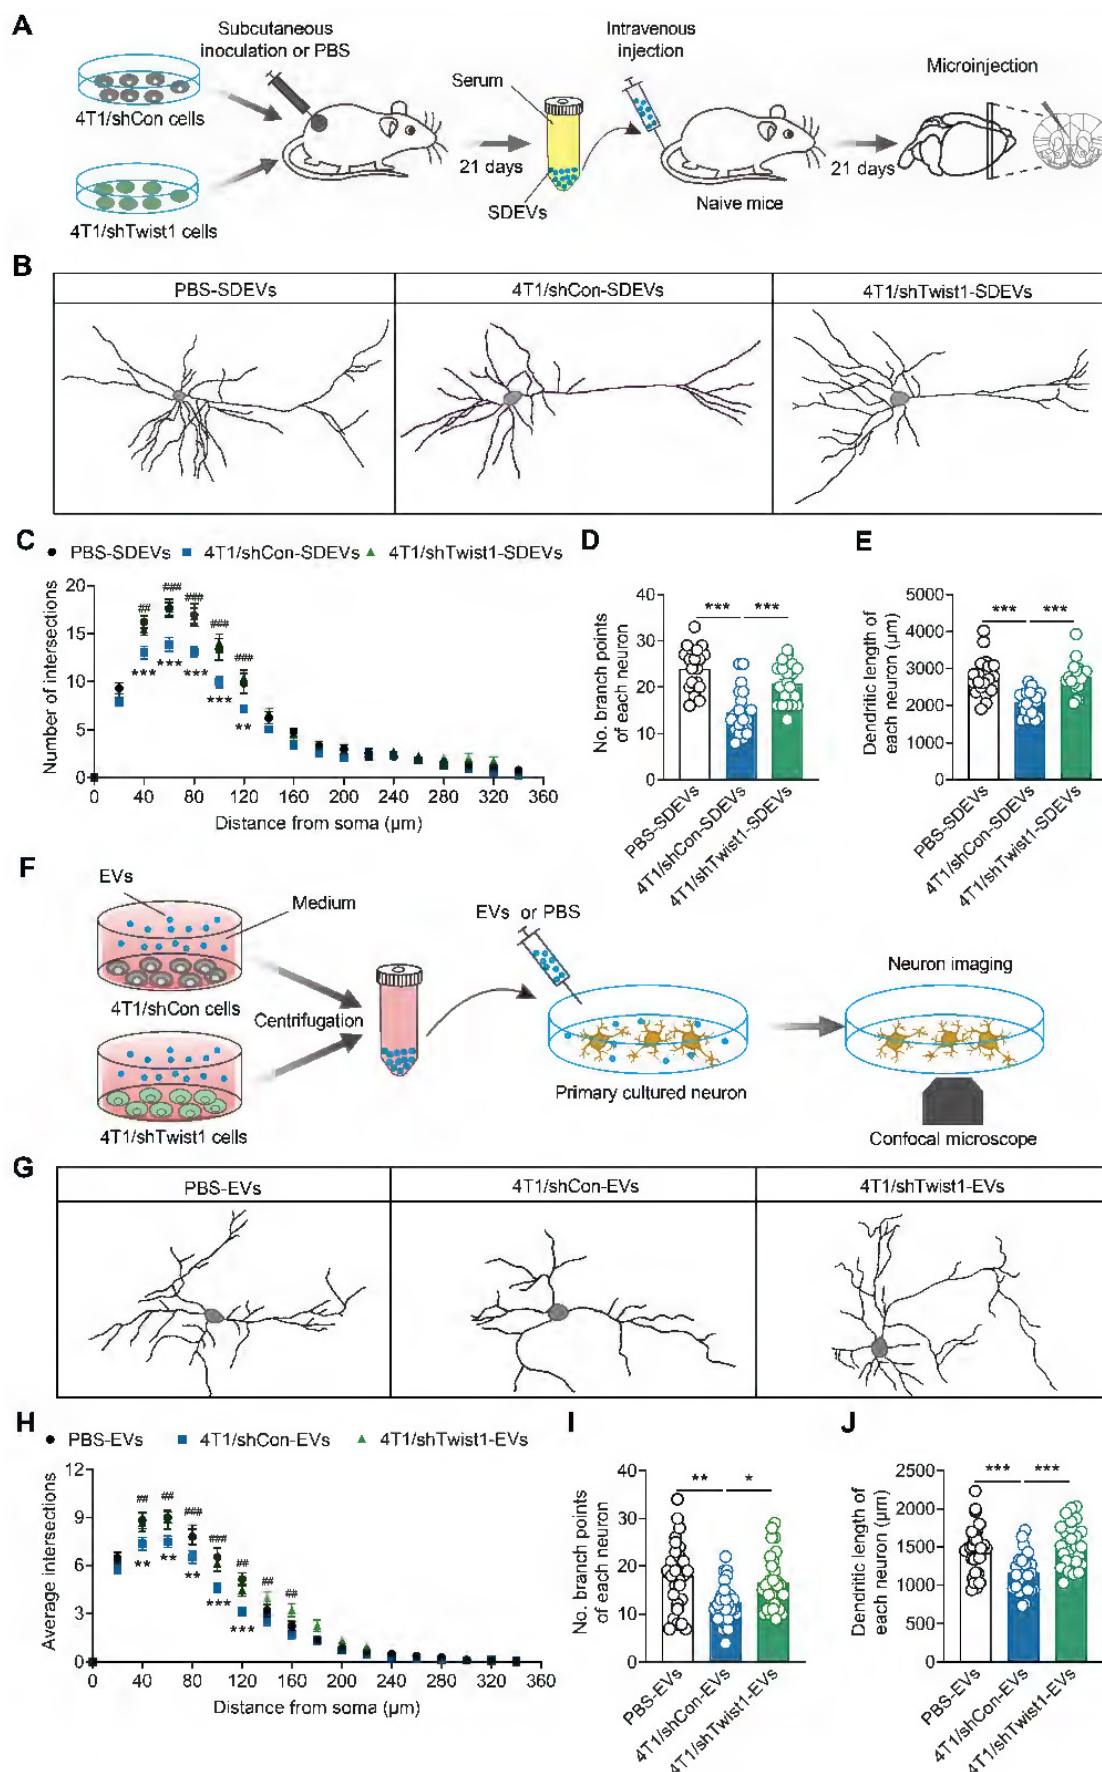 A
Subcutaneous
inoculation or PBS
Intravenous
injection
Serum
Microinjection
4T1/shCon cells
21 days
21 days
SDEVs
Naive mice
4T1/shTwist1 cells
B
PBS-SDEVs
4T1/shCon-SDEVs
4T1/shTwist1-SDEVs
C
PBS-SDEVs
4T1/shCon-SDEVs
4T1/shTwist1-SDEVs
Number of intersections
20
15
10
5
0
## ### ### ### ###
*** *** *** *** **
0 40 80 120 160 200 240 280 320 360
Distance from soma (µm)
D
No. branch points
of each neuron
40
30
20
10
0
*** ***
PBS-SDEVs
4T1/shCon-SDEVs
4T1/shTwist1-SDEVs
E
Dendritic length of
each neuron (µm)
5000
4000
3000
2000
1000
0
*** ***
PBS-SDEVs
4T1/shCon-SDEVs
4T1/shTwist1-SDEVs
F
EVs
Medium
EVs or PBS
Neuron imaging
4T1/shCon cells
Centrifugation
Primary cultured neuron
4T1/shTwist1 cells
Confocal microscope
G
PBS-EVs
4T1/shCon-EVs
4T1/shTwist1-EVs
H
PBS-EVs
4T1/shCon-EVs
4T1/shTwist1-EVs
Average intersections
12
9
6
3
0
## ## ### ### ## ## ##
** ** ** *** ***
0 40 80 120 160 200 240 280 320 360
Distance from soma (µm)
I
No. branch points
of each neuron
40
30
20
10
0
** *
PBS-EVs
4T1/shCon-EVs
4T1/shTwist1-EVs
J
Dendritic length of
each neuron (µm)
2500
2000
1500
1000
500
0
*** ***
PBS-EVs
4T1/shCon-EVs
4T1/shTwist1-EVs